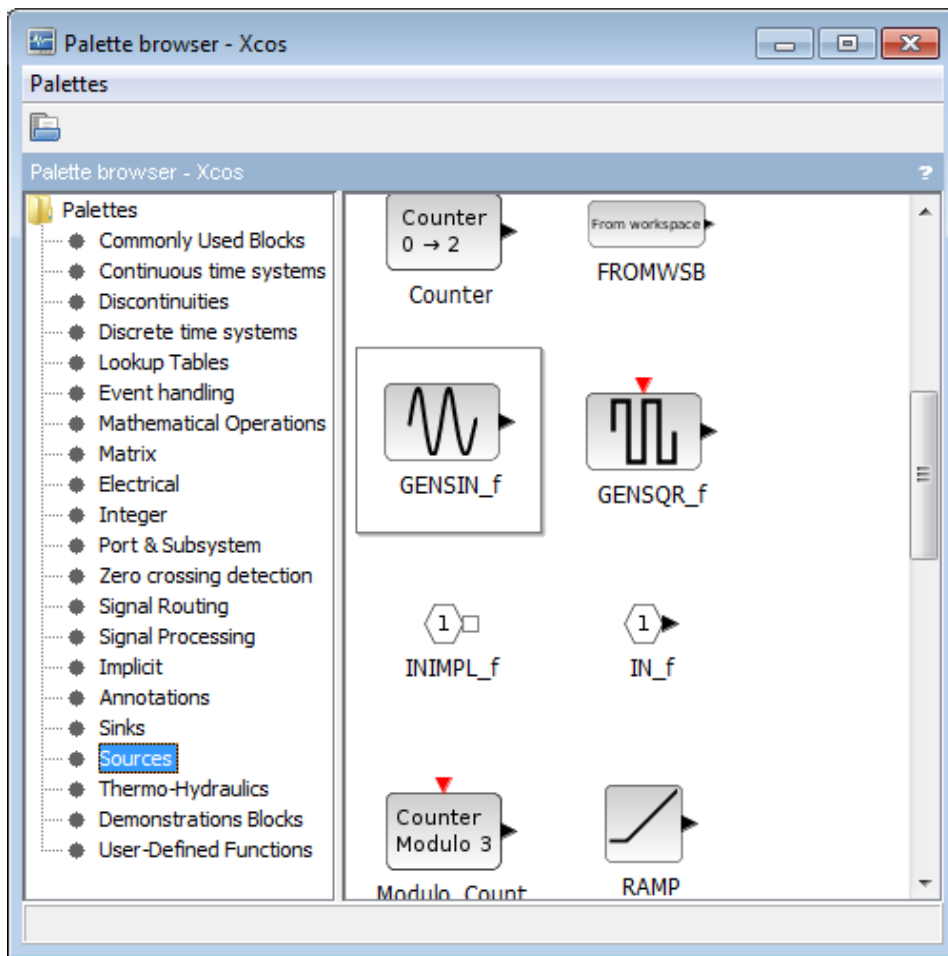 Palette browser - Xcos
Palettes
Palette browser - Xcos ?
Palettes
Commonly Used Blocks
Continuous time systems
Discontinuities
Discrete time systems
Lookup Tables
Event handling
Mathematical Operations
Matrix
Electrical
Integer
Port & Subsystem
Zero crossing detection
Signal Routing
Signal Processing
Implicit
Annotations
Sinks
Sources
Thermo-Hydraulics
Demonstrations Blocks
User-Defined Functions
Counter
0 → 2
Counter
From workspace
FROMWSB
GENSIN_f
GENSQR_f
1
INIMPL_f
1
IN_f
Counter
Modulo 3
Modulo_Count
RAMP